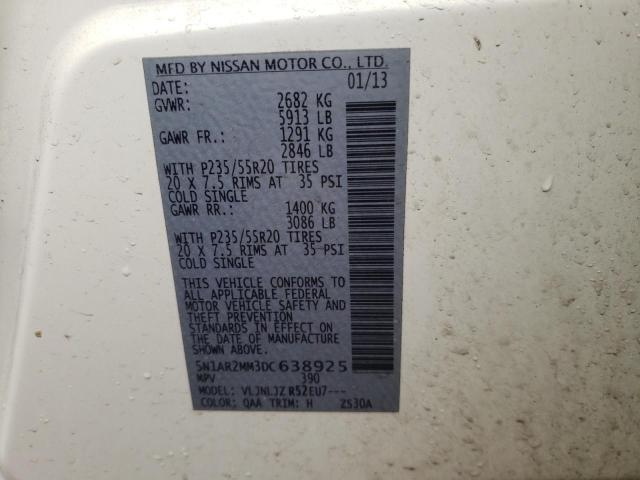 MFD BY NISSAN MOTOR CO., LTD.
DATE: 01/13
GVWR: 2682 KG
5913 LB
GAWR FR.: 1291 KG
2846 LB
WITH P235/55R20 TIRES
20 X 7.5 RIMS AT 35 PSI
COLD SINGLE
GAWR RR.: 1400 KG
3086 LB
WITH P235/55R20 TIRES
20 X 7.5 RIMS AT 35 PSI
COLD SINGLE
THIS VEHICLE CONFORMS TO
ALL APPLICABLE FEDERAL
MOTOR VEHICLE SAFETY AND
THEFT PREVENTION
STANDARDS IN EFFECT ON
THE DATE OF MANUFACTURE
5N1AR2MM3DC638925
MPV 390
MODEL: VLJNLJZ R52EU7---
COLOR: QAA TRIM: H 2S30A